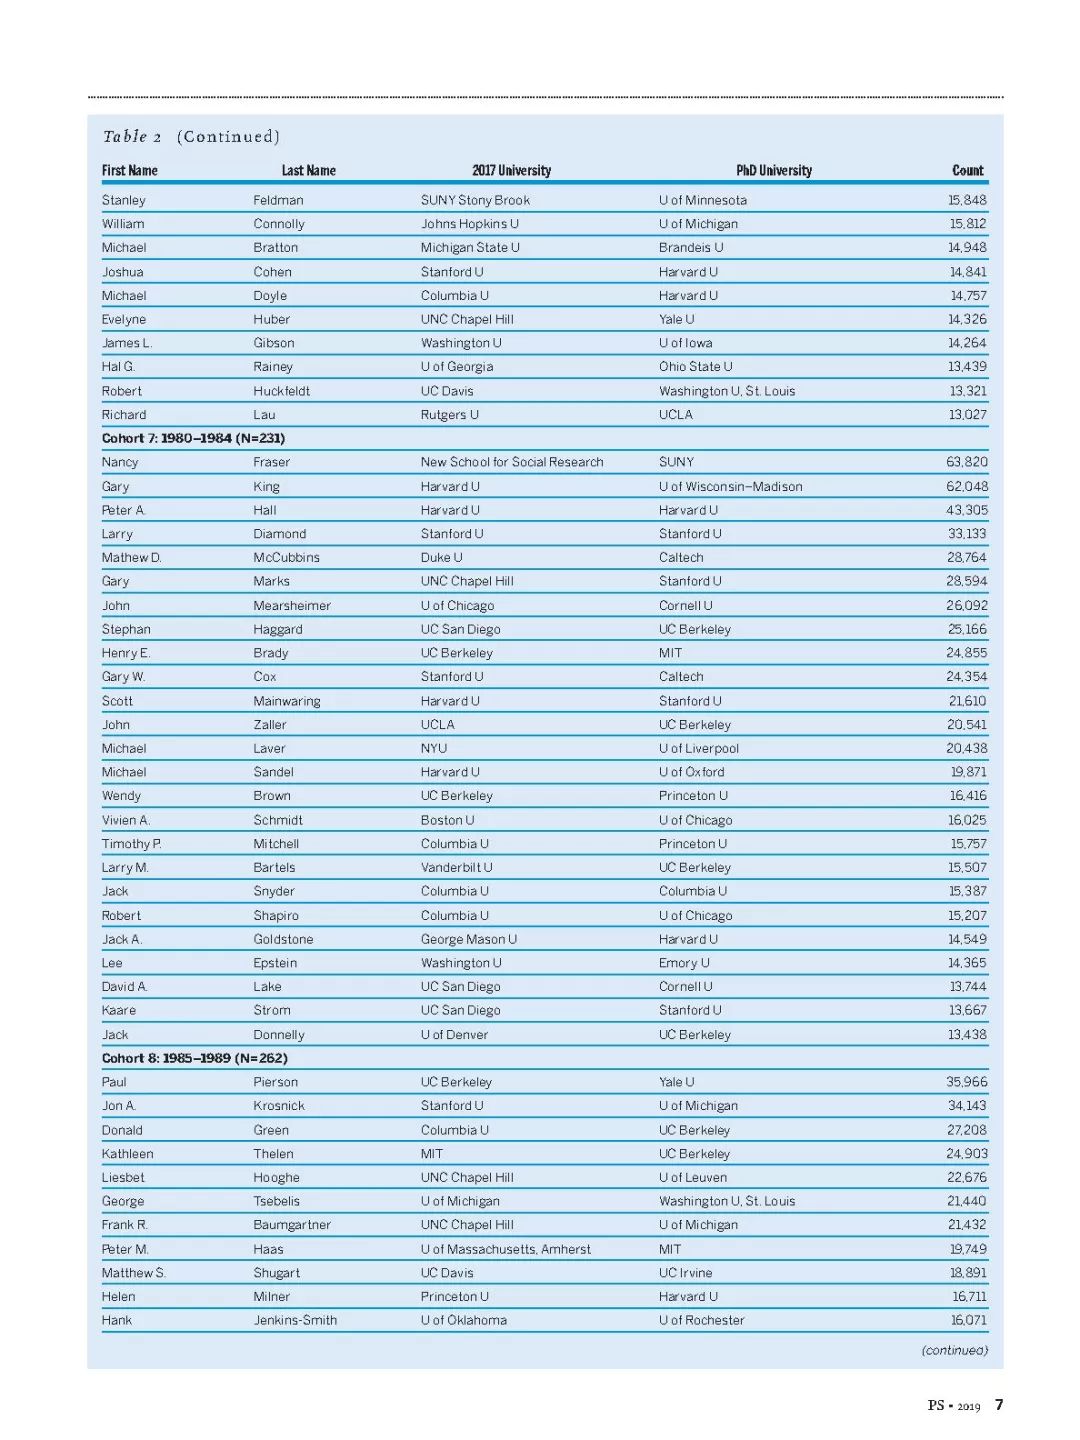 Table 2 (Continued)
First Name Last Name 2017 University PhD University Count
Stanley Feldman SUNY Stony Brook U of Minnesota 15,848
William Connolly Johns Hopkins U U of Michigan 15,812
Michael Bratton Michigan State U Brandeis U 14,948
Joshua Cohen Stanford U Harvard U 14,841
Michael Doyle Columbia U Harvard U 14,757
Evelyne Huber UNC Chapel Hill Yale U 14,326
James L. Gibson Washington U U of Iowa 14,264
Hal G. Rainey U of Georgia Ohio State U 13,439
Robert Huckfeldt UC Davis Washington U, St. Louis 13,321
Richard Lau Rutgers U UCLA 13,027
Cohort 7: 1980–1984 (N=231)
Nancy Fraser New School for Social Research SUNY 63,820
Gary King Harvard U U of Wisconsin–Madison 62,048
Peter A. Hall Harvard U Harvard U 43,305
Larry Diamond Stanford U Stanford U 33,133
Mathew D. McCubbins Duke U Caltech 28,764
Gary Marks UNC Chapel Hill Stanford U 28,594
John Mearsheimer U of Chicago Cornell U 26,092
Stephan Haggard UC San Diego UC Berkeley 25,166
Henry E. Brady UC Berkeley MIT 24,855
Gary W. Cox Stanford U Caltech 24,354
Scott Mainwaring Harvard U Stanford U 21,610
John Zaller UCLA UC Berkeley 20,541
Michael Laver NYU U of Liverpool 20,438
Michael Sandel Harvard U U of Oxford 19,871
Wendy Brown UC Berkeley Princeton U 16,416
Vivien A. Schmidt Boston U U of Chicago 16,025
Timothy P. Mitchell Columbia U Princeton U 15,757
Larry M. Bartels Vanderbilt U UC Berkeley 15,507
Jack Snyder Columbia U Columbia U 15,387
Robert Shapiro Columbia U U of Chicago 15,207
Jack A. Goldstone George Mason U Harvard U 14,549
Lee Epstein Washington U Emory U 14,365
David A. Lake UC San Diego Cornell U 13,744
Kaare Strom UC San Diego Stanford U 13,667
Jack Donnelly U of Denver UC Berkeley 13,438
Cohort 8: 1985–1989 (N=262)
Paul Pierson UC Berkeley Yale U 35,966
Jon A. Krosnick Stanford U U of Michigan 34,143
Donald Green Columbia U UC Berkeley 27,208
Kathleen Thelen MIT UC Berkeley 24,903
Liesbet Hooghe UNC Chapel Hill U of Leuven 22,676
George Tsebelis U of Michigan Washington U, St. Louis 21,440
Frank R. Baumgartner UNC Chapel Hill U of Michigan 21,432
Peter M. Haas U of Massachusetts, Amherst MIT 19,749
Matthew S. Shugart UC Davis UC Irvine 18,891
Helen Milner Princeton U Harvard U 16,711
Hank Jenkins-Smith U of Oklahoma U of Rochester 16,071
(continued)
PS • 2019 7